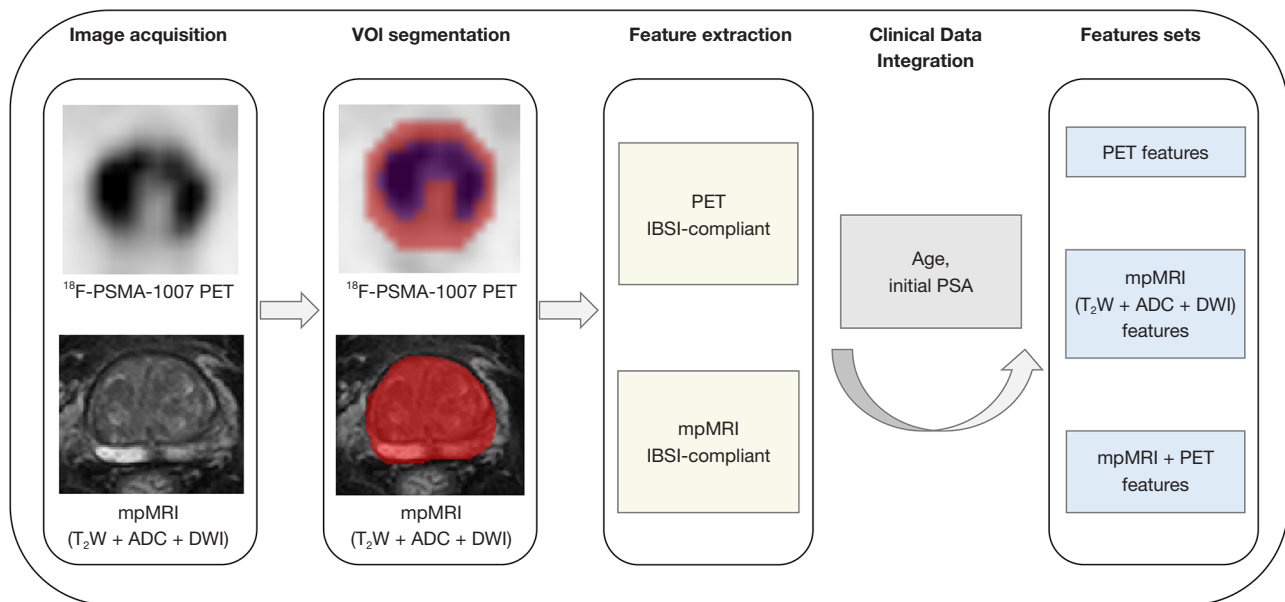 Image acquisition
VOI segmentation
Feature extraction
Clinical Data
Integration
Features sets
¹⁸F-PSMA-1007 PET
mpMRI
(T₂W + ADC + DWI)
¹⁸F-PSMA-1007 PET
mpMRI
(T₂W + ADC + DWI)
PET
IBSI-compliant
mpMRI
IBSI-compliant
Age,
initial PSA
PET features
mpMRI
(T₂W + ADC + DWI)
features
mpMRI + PET
features